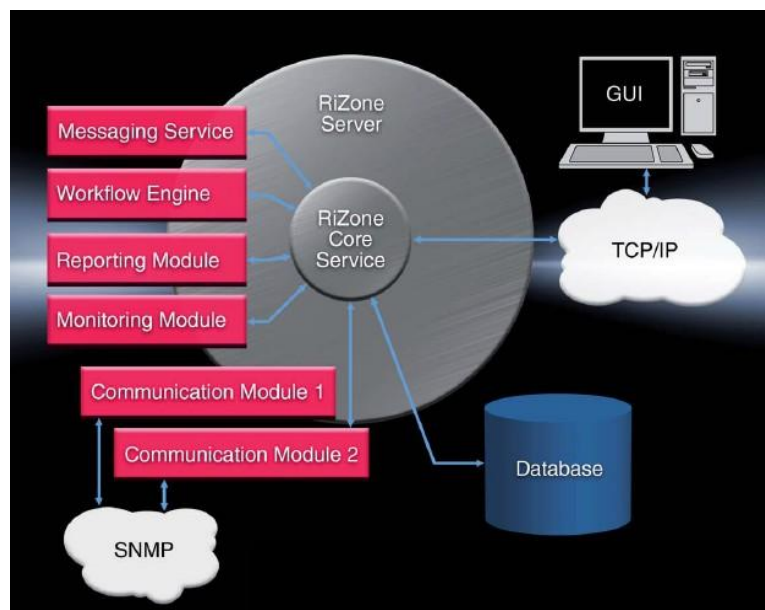 RiZone
Server
Messaging Service
Workflow Engine
Reporting Module
Monitoring Module
RiZone
Core
Service
GUI
TCP/IP
Communication Module 1
Communication Module 2
Database
SNMP